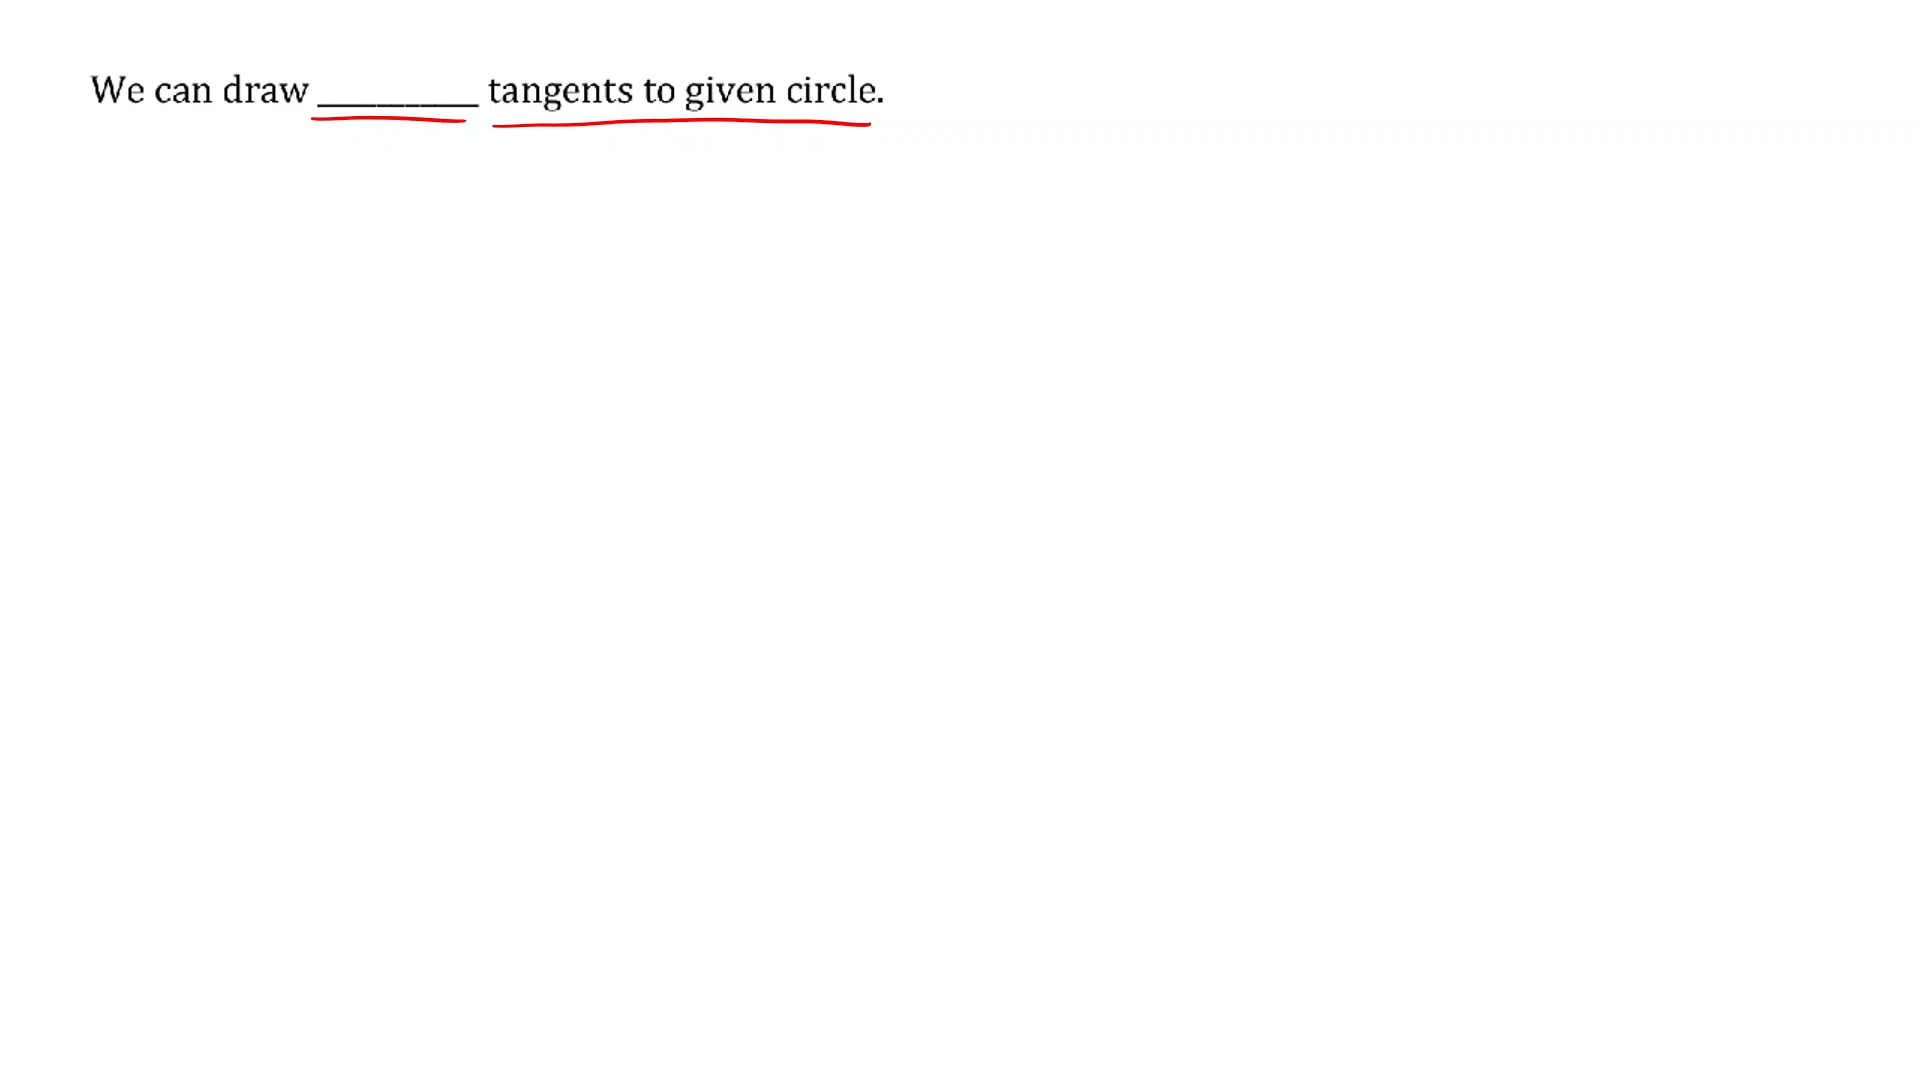 We can draw _________ tangents to given circle.